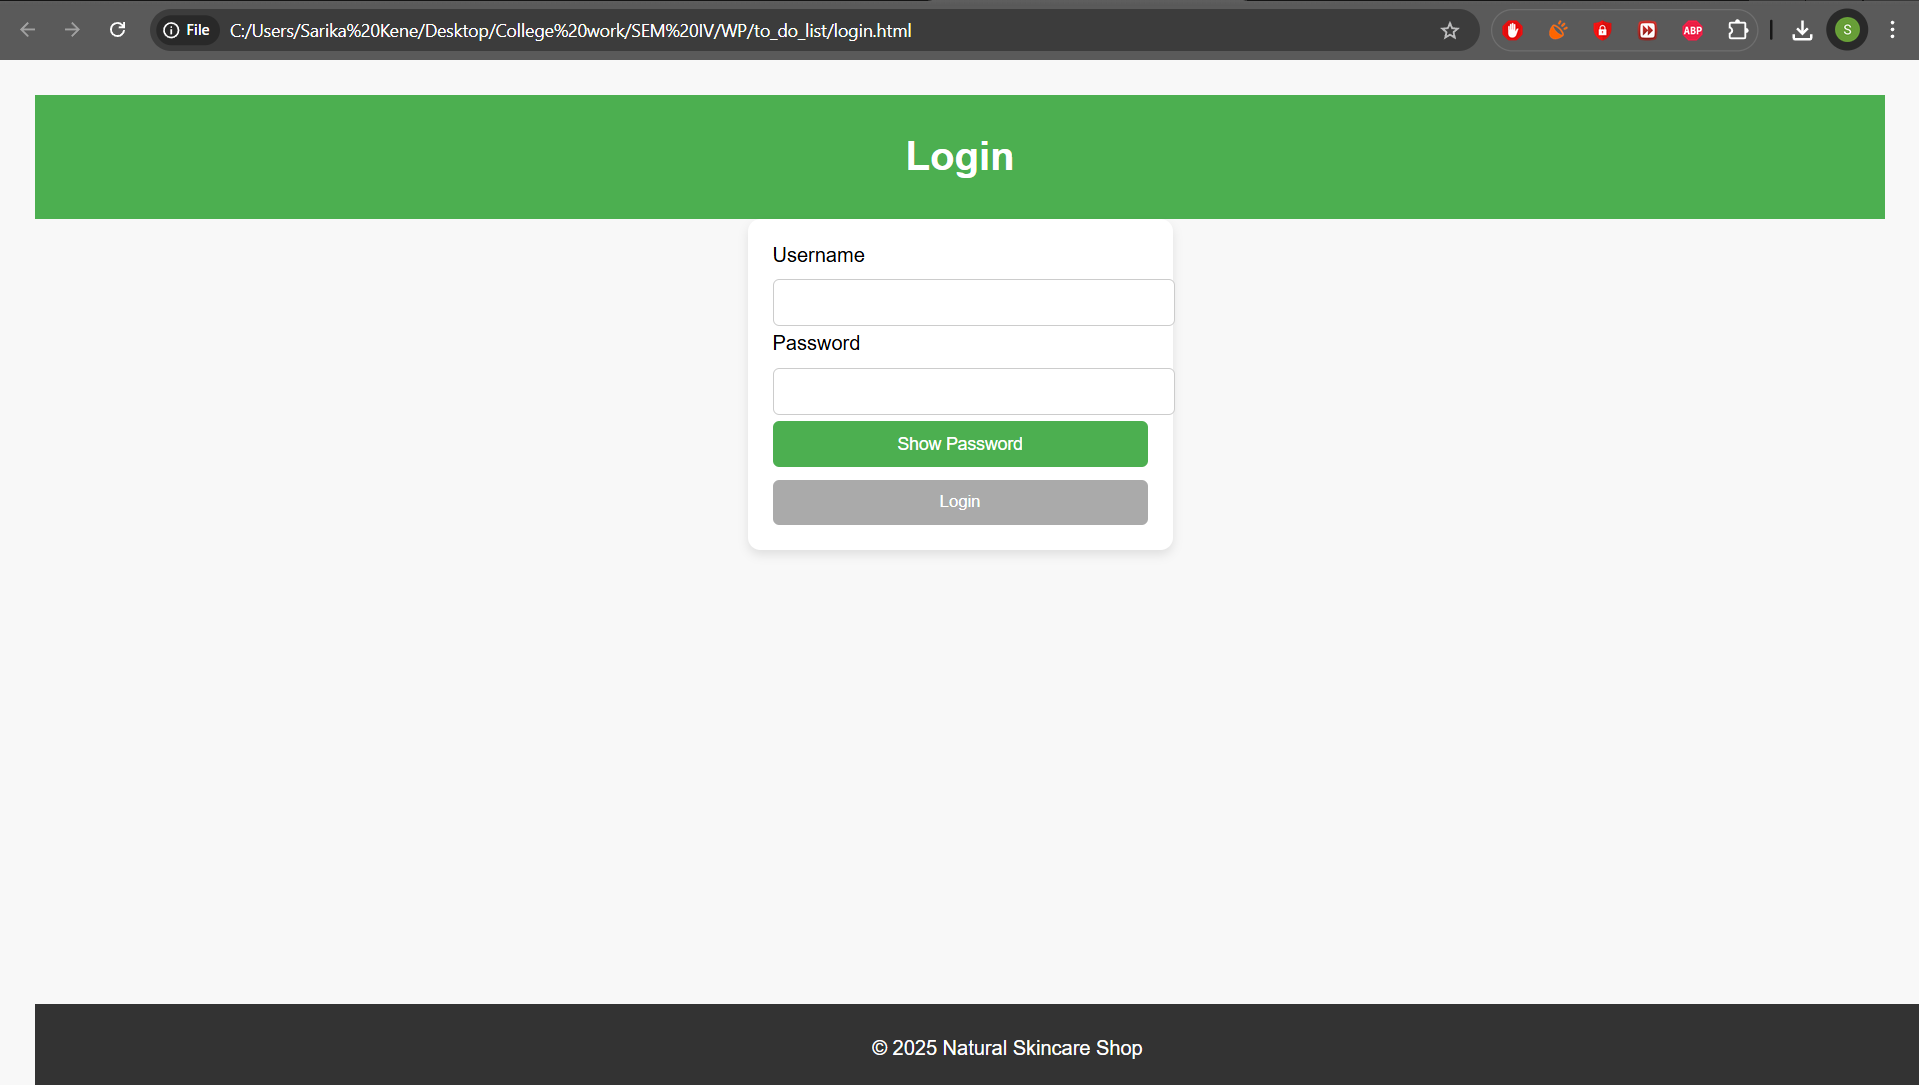 File C:/Users/Sarika%20Kene/Desktop/College%20work/SEM%20IV/WP/to_do_list/login.html ABP S
Login
Username
Password
Show Password
Login
© 2025 Natural Skincare Shop